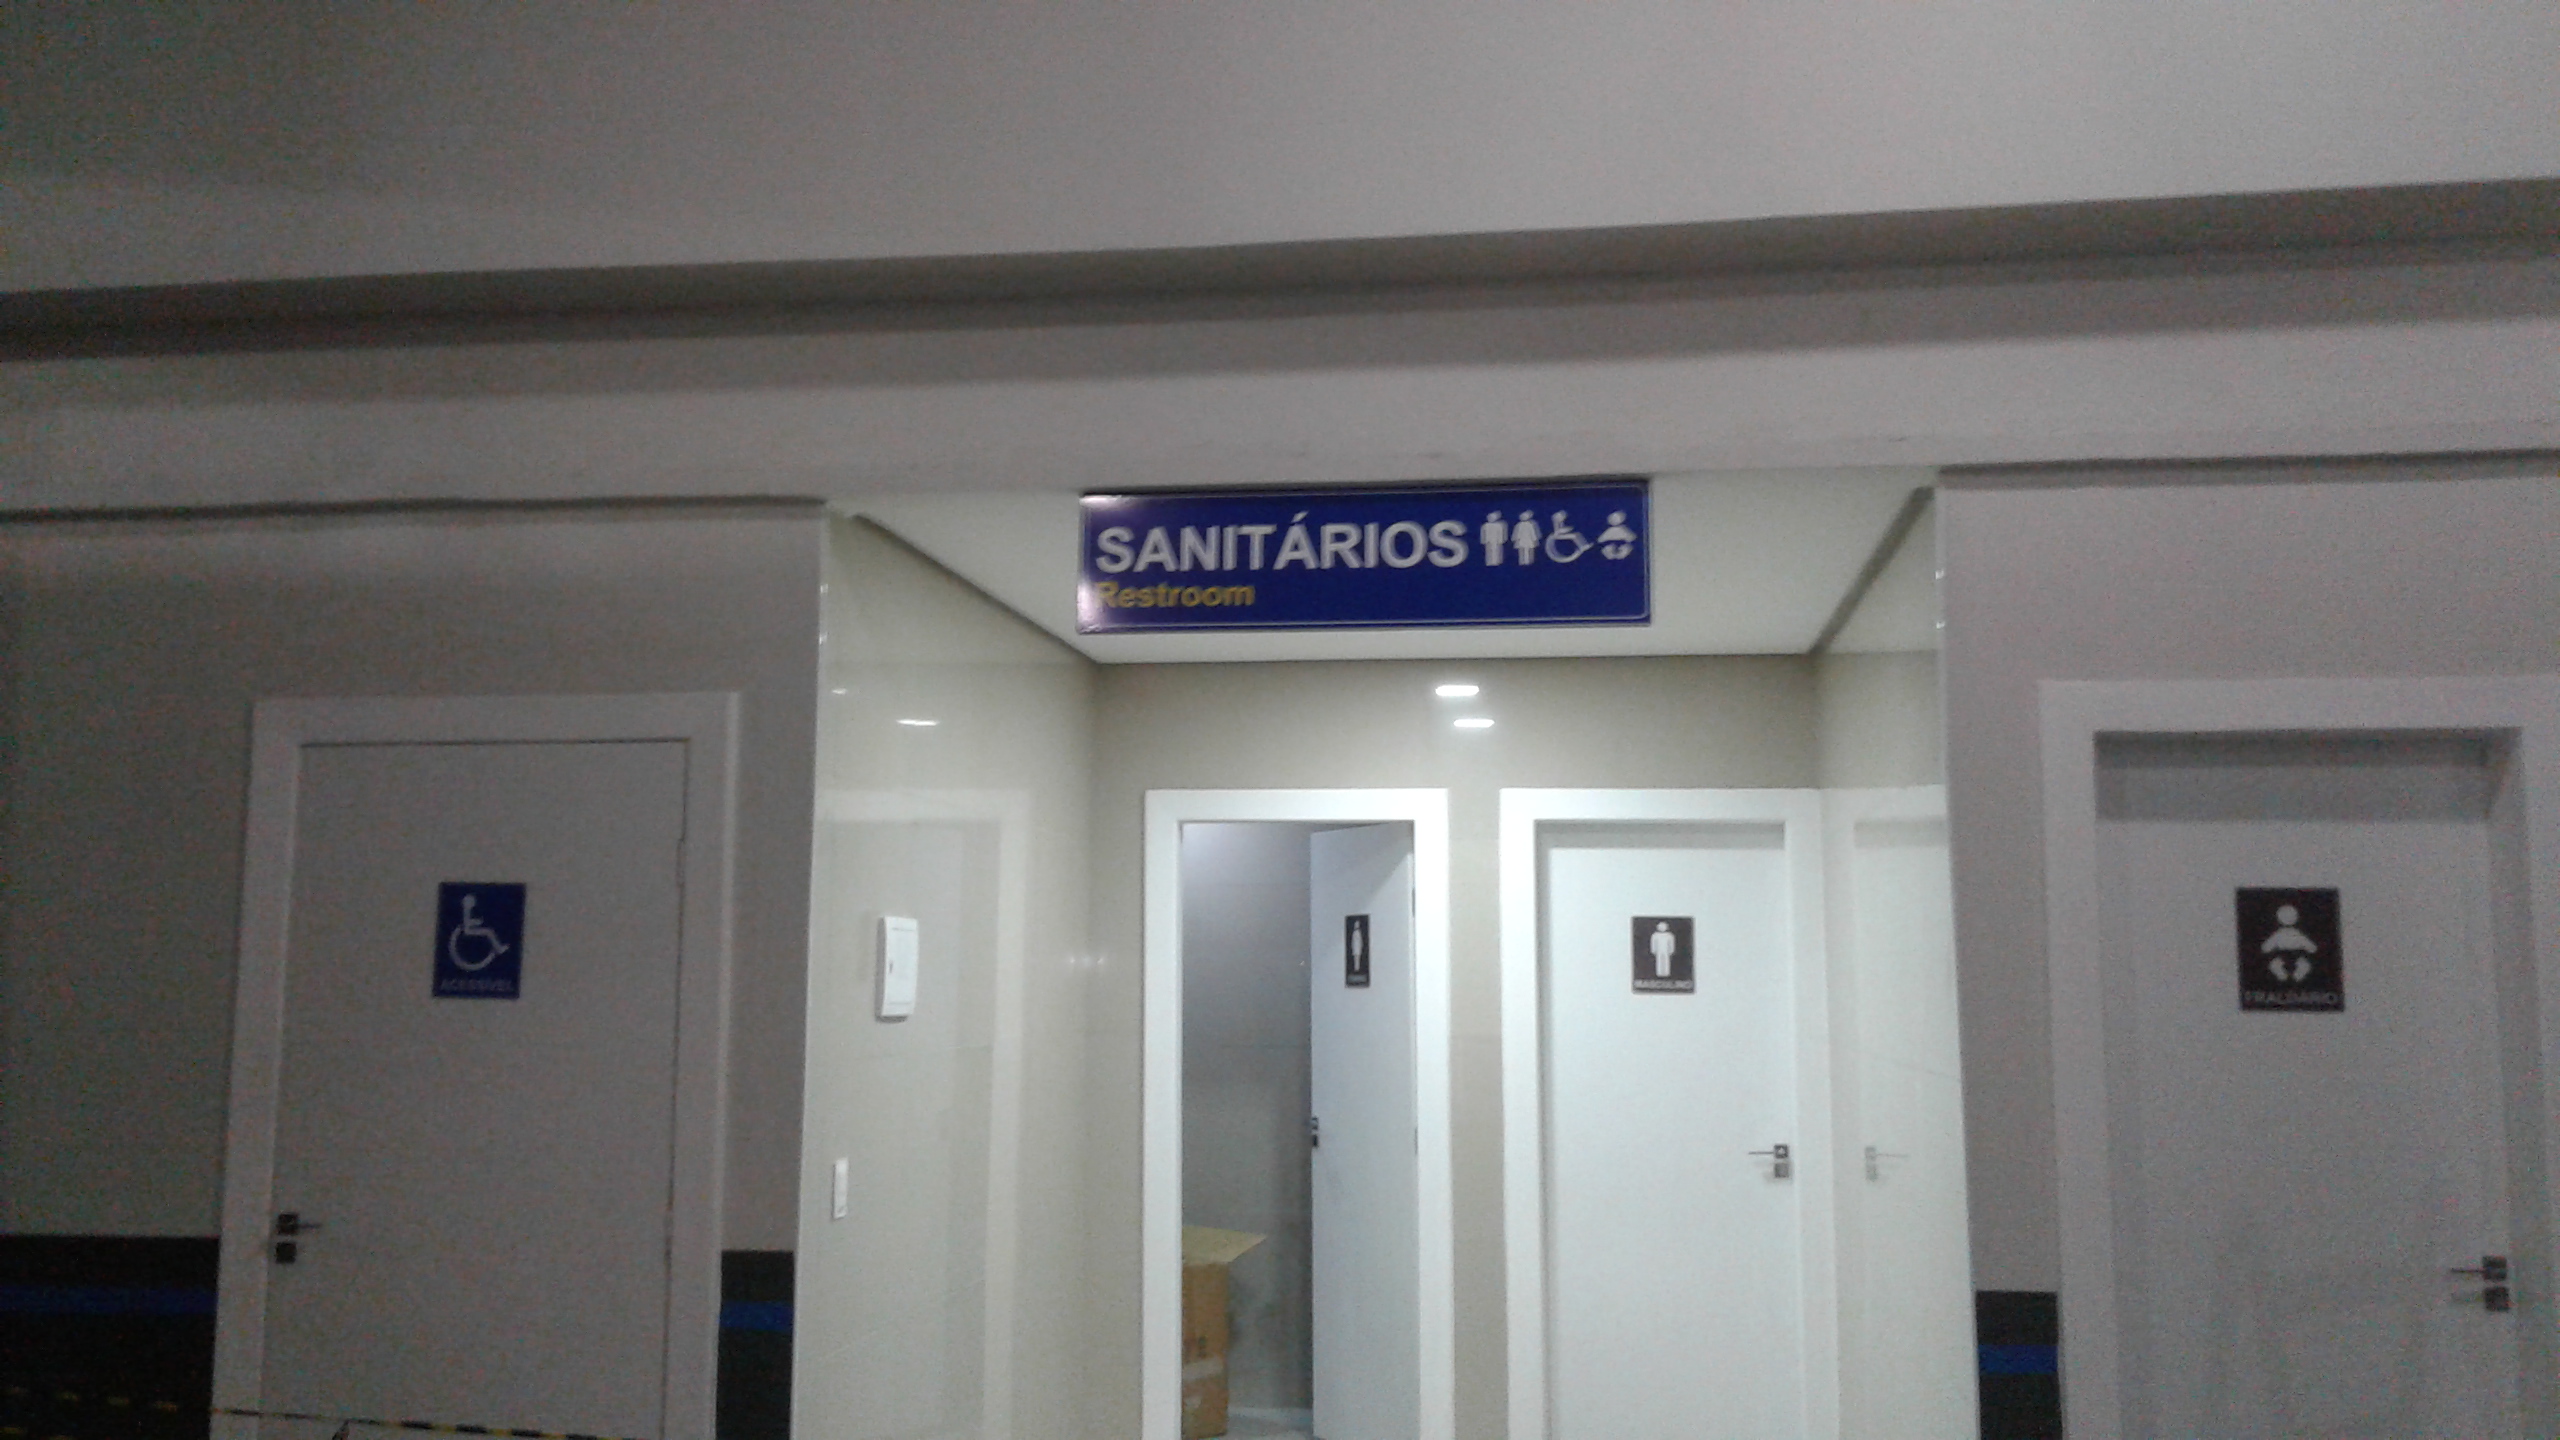 SANITÁRIOS
Restroom
ACESSÍVEL
MASCULINO
FRALDÁRIO